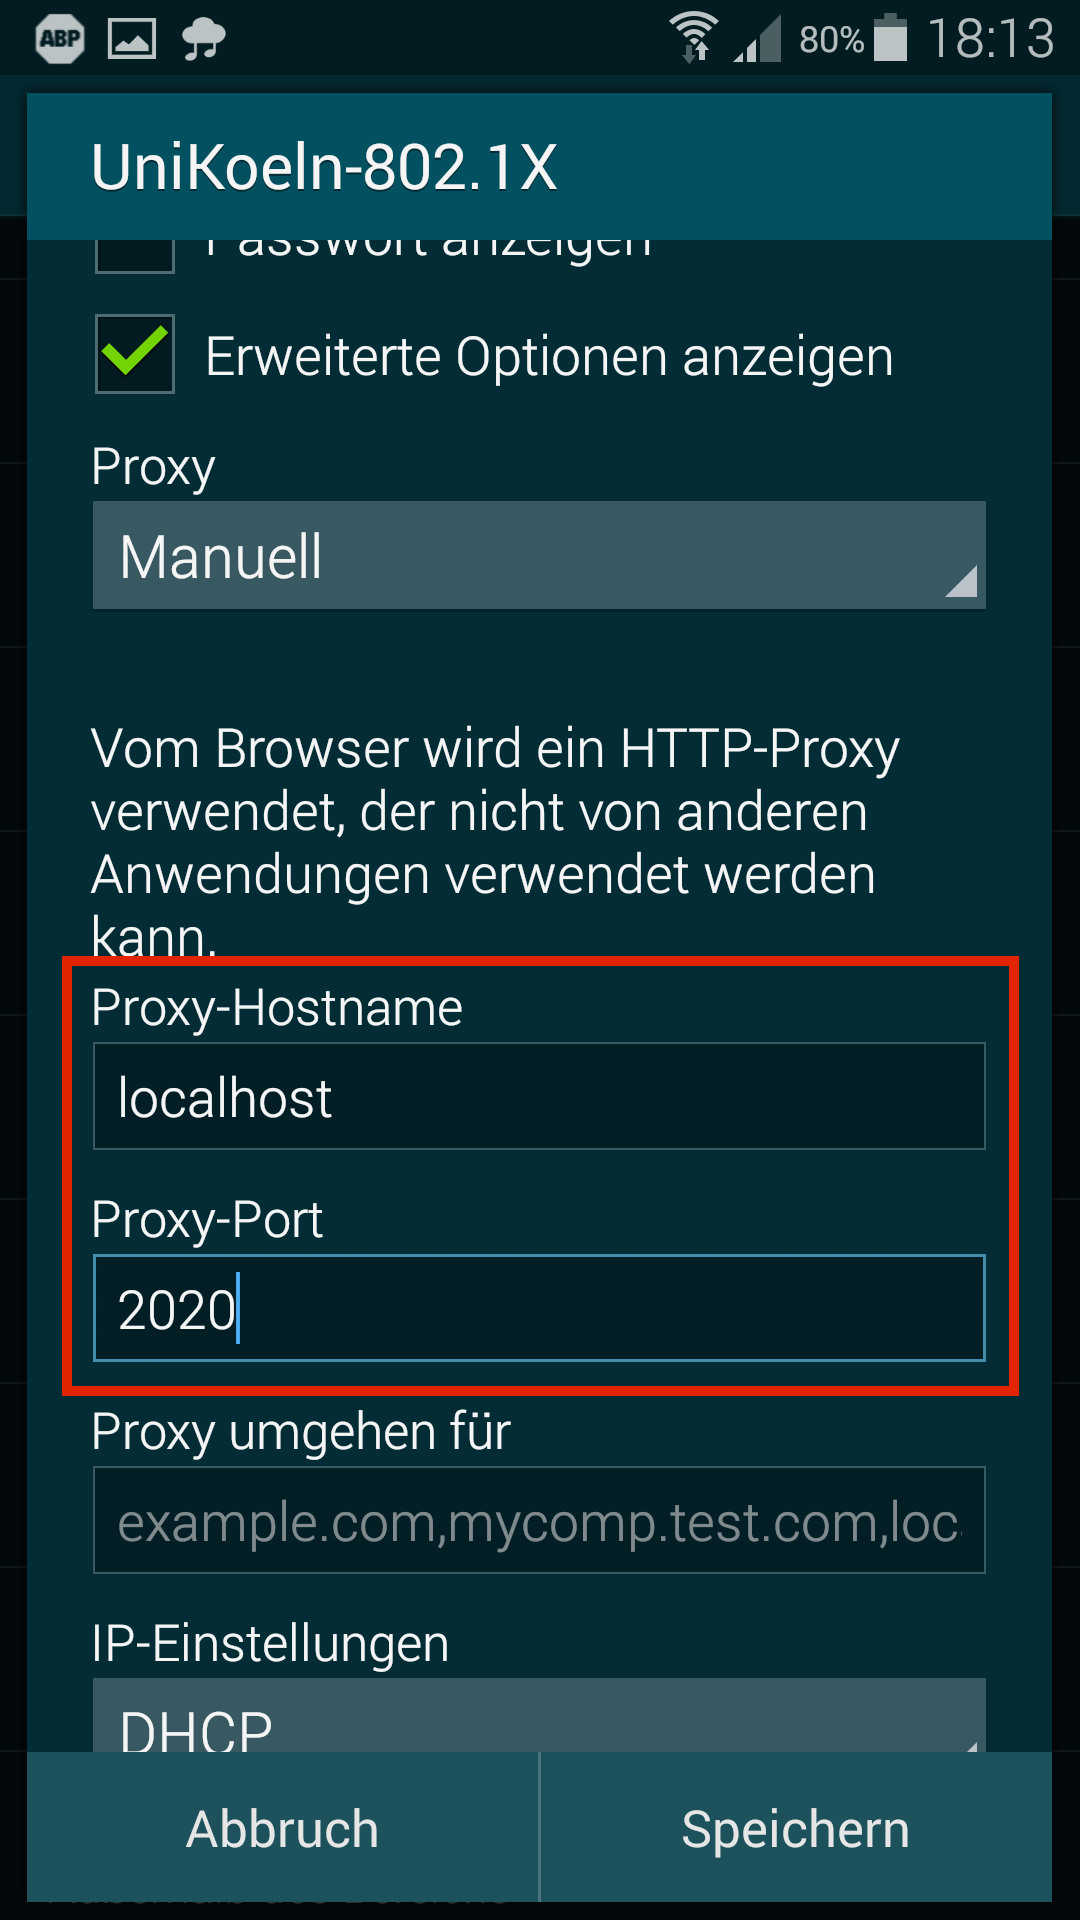 ABP
80%
18:13
UniKoeln-802.1X
Passwort anzeigen
Erweiterte Optionen anzeigen
Proxy
Manuell
Vom Browser wird ein HTTP-Proxy
verwendet, der nicht von anderen
Anwendungen verwendet werden
kann.
Proxy-Hostname
localhost
Proxy-Port
2020
Proxy umgehen für
example.com,mycomp.test.com,loc
IP-Einstellungen
DHCP
Abbruch
Speichern